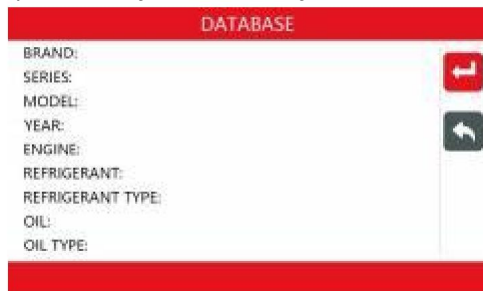 DATABASE
BRAND:
SERIES:
MODEL:
YEAR:
ENGINE:
REFRIGERANT:
REFRIGERANT TYPE:
OIL:
OIL TYPE: